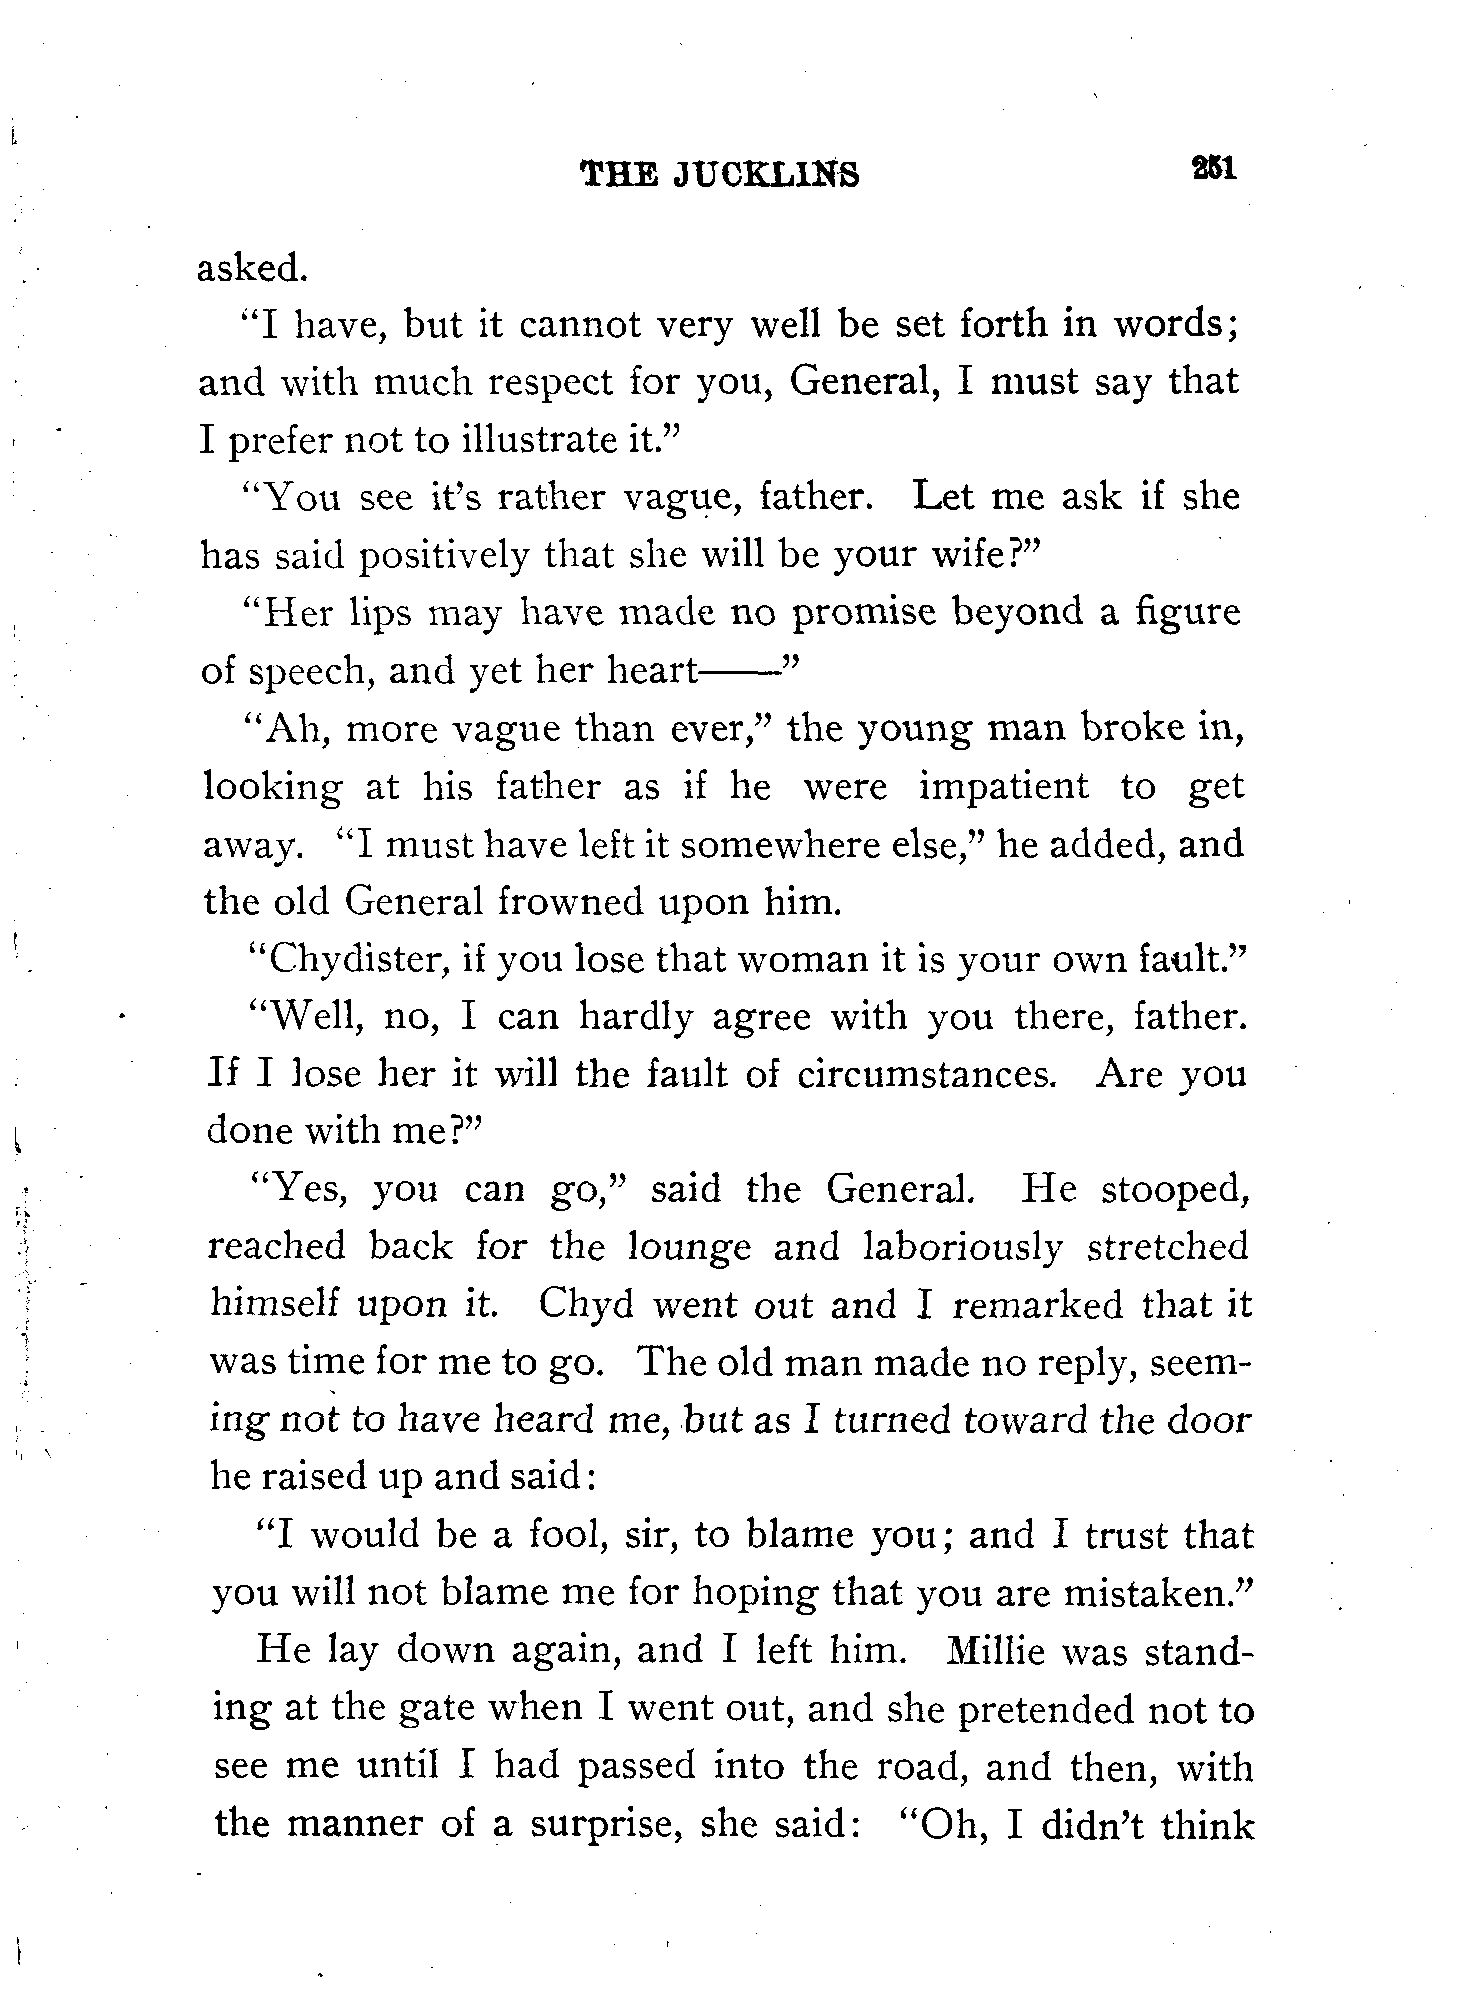 THE JUCKLINS 251
asked.
“I have, but it cannot very well be set forth in words;
and with much respect for you, General, I must say that
I prefer not to illustrate it.”
“You see it’s rather vague, father. Let me ask if she
has said positively that she will be your wife?”
“Her lips may have made no promise beyond a figure
of speech, and yet her heart——”
“Ah, more vague than ever,” the young man broke in,
looking at his father as if he were impatient to get
away. “I must have left it somewhere else,” he added, and
the old General frowned upon him.
“Chydister, if you lose that woman it is your own fault.”
“Well, no, I can hardly agree with you there, father.
If I lose her it will the fault of circumstances. Are you
done with me?”
“Yes, you can go,” said the General. He stooped,
reached back for the lounge and laboriously stretched
himself upon it. Chyd went out and I remarked that it
was time for me to go. The old man made no reply, seem-
ing not to have heard me, but as I turned toward the door
he raised up and said:
“I would be a fool, sir, to blame you; and I trust that
you will not blame me for hoping that you are mistaken.”
He lay down again, and I left him. Millie was stand-
ing at the gate when I went out, and she pretended not to
see me until I had passed into the road, and then, with
the manner of a surprise, she said: “Oh, I didn’t think